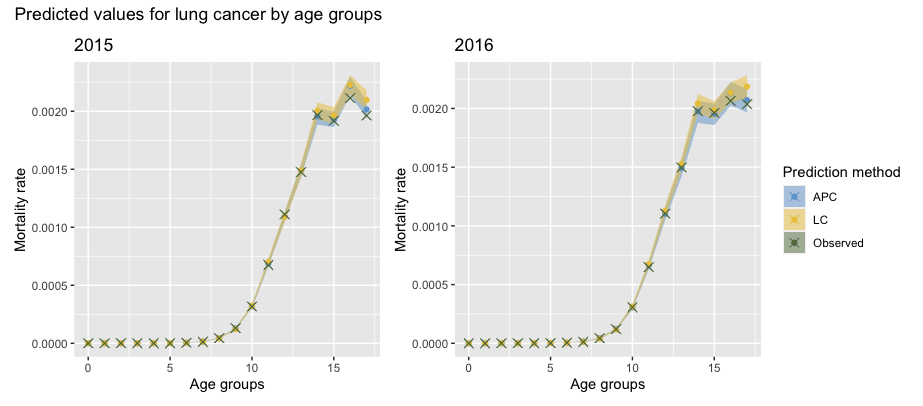 Predicted values for lung cancer by age groups
2015
Mortality rate
0.0020
0.0015
0.0010
0.0005
0.0000
0
5
10
15
Age groups
2016
Mortality rate
0.0020
0.0015
0.0010
0.0005
0.0000
0
5
10
15
Age groups
Prediction method
APC
LC
Observed